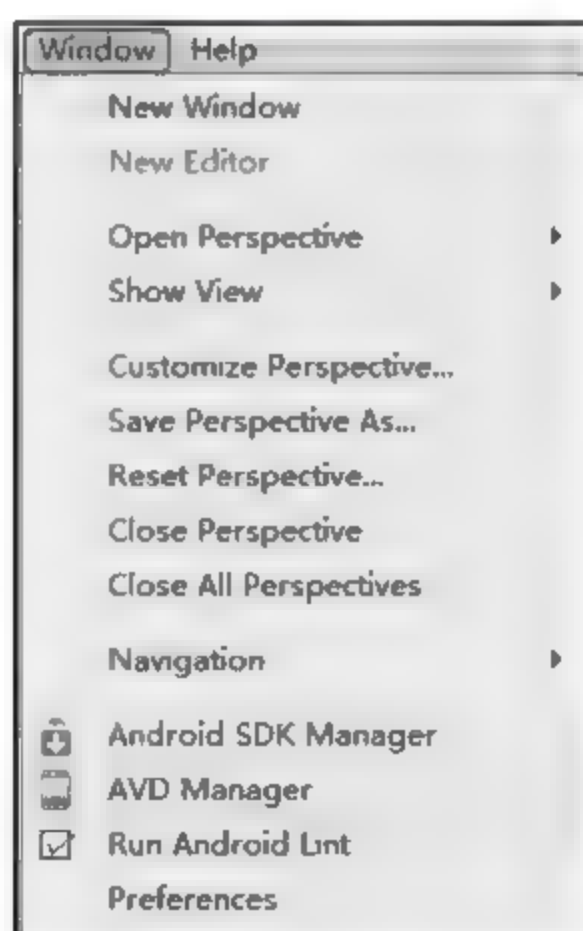 Window Help
New Window
New Editor
Open Perspective
Show View
Customize Perspective...
Save Perspective As...
Reset Perspective...
Close Perspective
Close All Perspectives
Navigation
Android SDK Manager
AVD Manager
Run Android Lint
Preferences